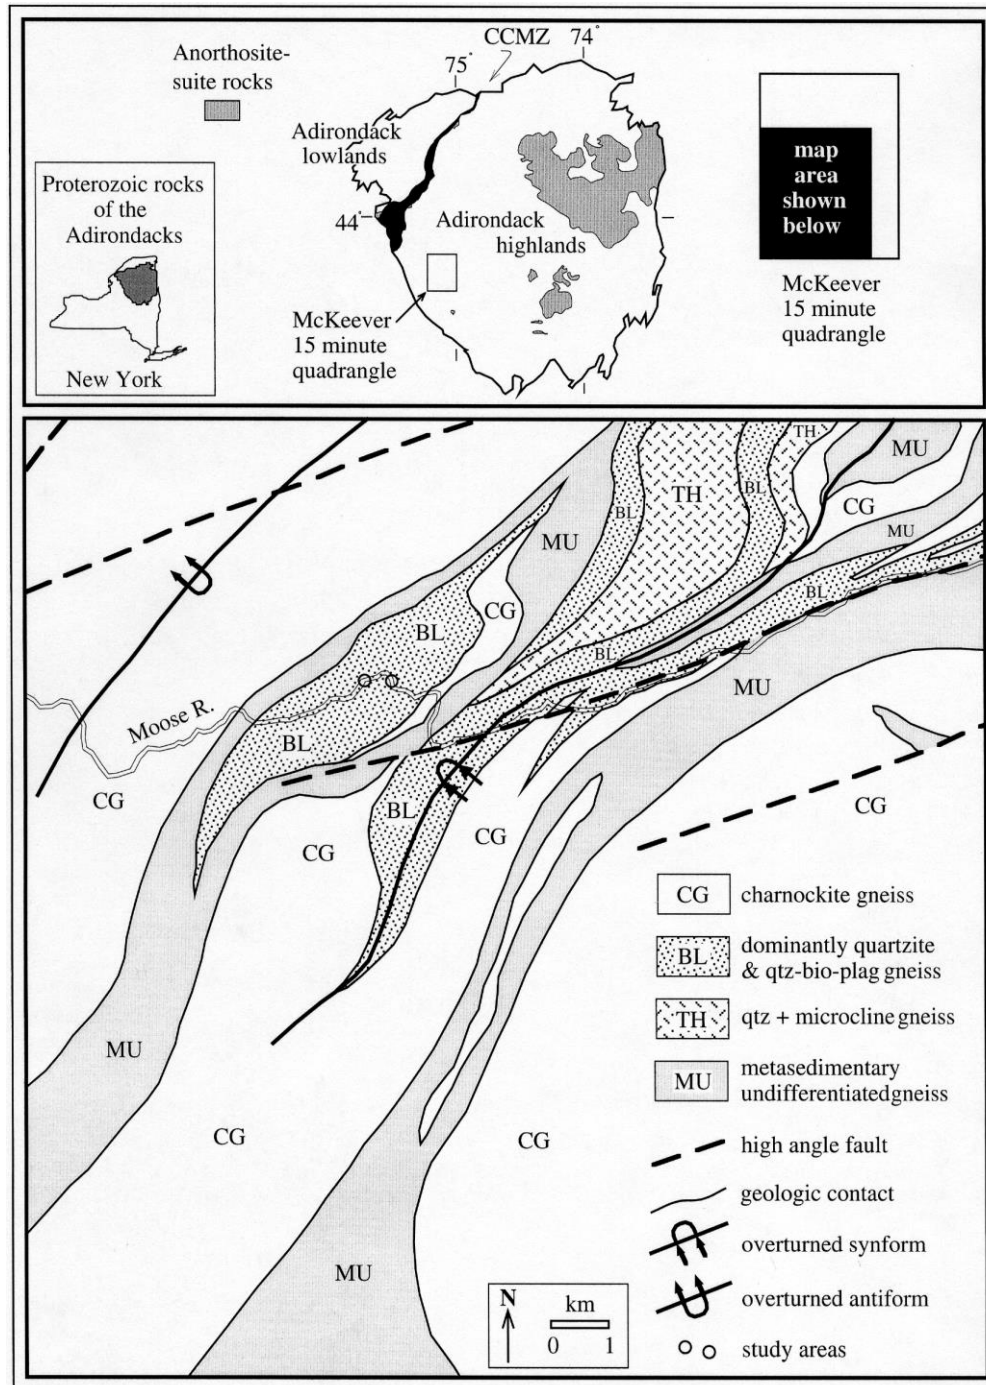 Anorthosite-
suite rocks
CCMZ
75°
74°
Adirondack
lowlands
44°
Adirondack
highlands
McKeever
15 minute
quadrangle
Proterozoic rocks
of the
Adirondacks
New York
map
area
shown
below
McKeever
15 minute
quadrangle
MU
TH
TH
MU
BL
BL
CG
MU
MU
CG
BL
BL
BL
MU
Moose R.
BL
CG
BL
CG
CG
CG
CG
charnockite gneiss
BL
dominantly quartzite
& qtz-bio-plag gneiss
TH
qtz + microcline gneiss
MU
metasedimentary
undifferentiated gneiss
MU
CG
CG
MU
high angle fault
geologic contact
overturned synform
overturned antiform
study areas
N
km
0 1